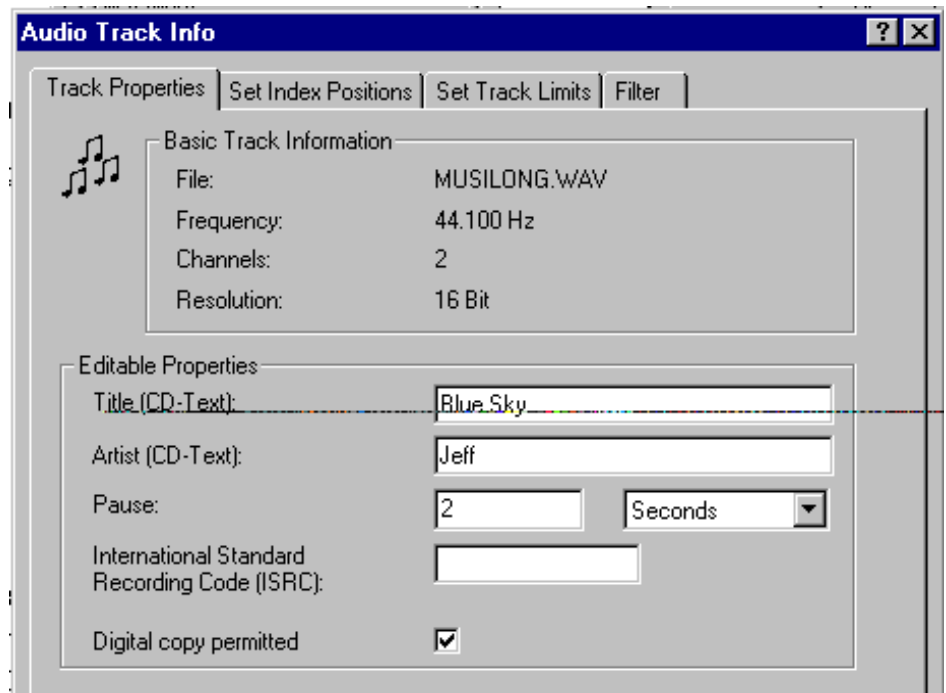 Audio Track Info
Track Properties Set Index Positions Set Track Limits Filter
Basic Track Information
File: MUSILONG.WAV
Frequency: 44.100 Hz
Channels: 2
Resolution: 16 Bit
Editable Properties
Title (CD-Text): Blue Sky
Artist (CD-Text): Jeff
Pause: 2 Seconds
International Standard
Recording Code (ISRC):
Digital copy permitted